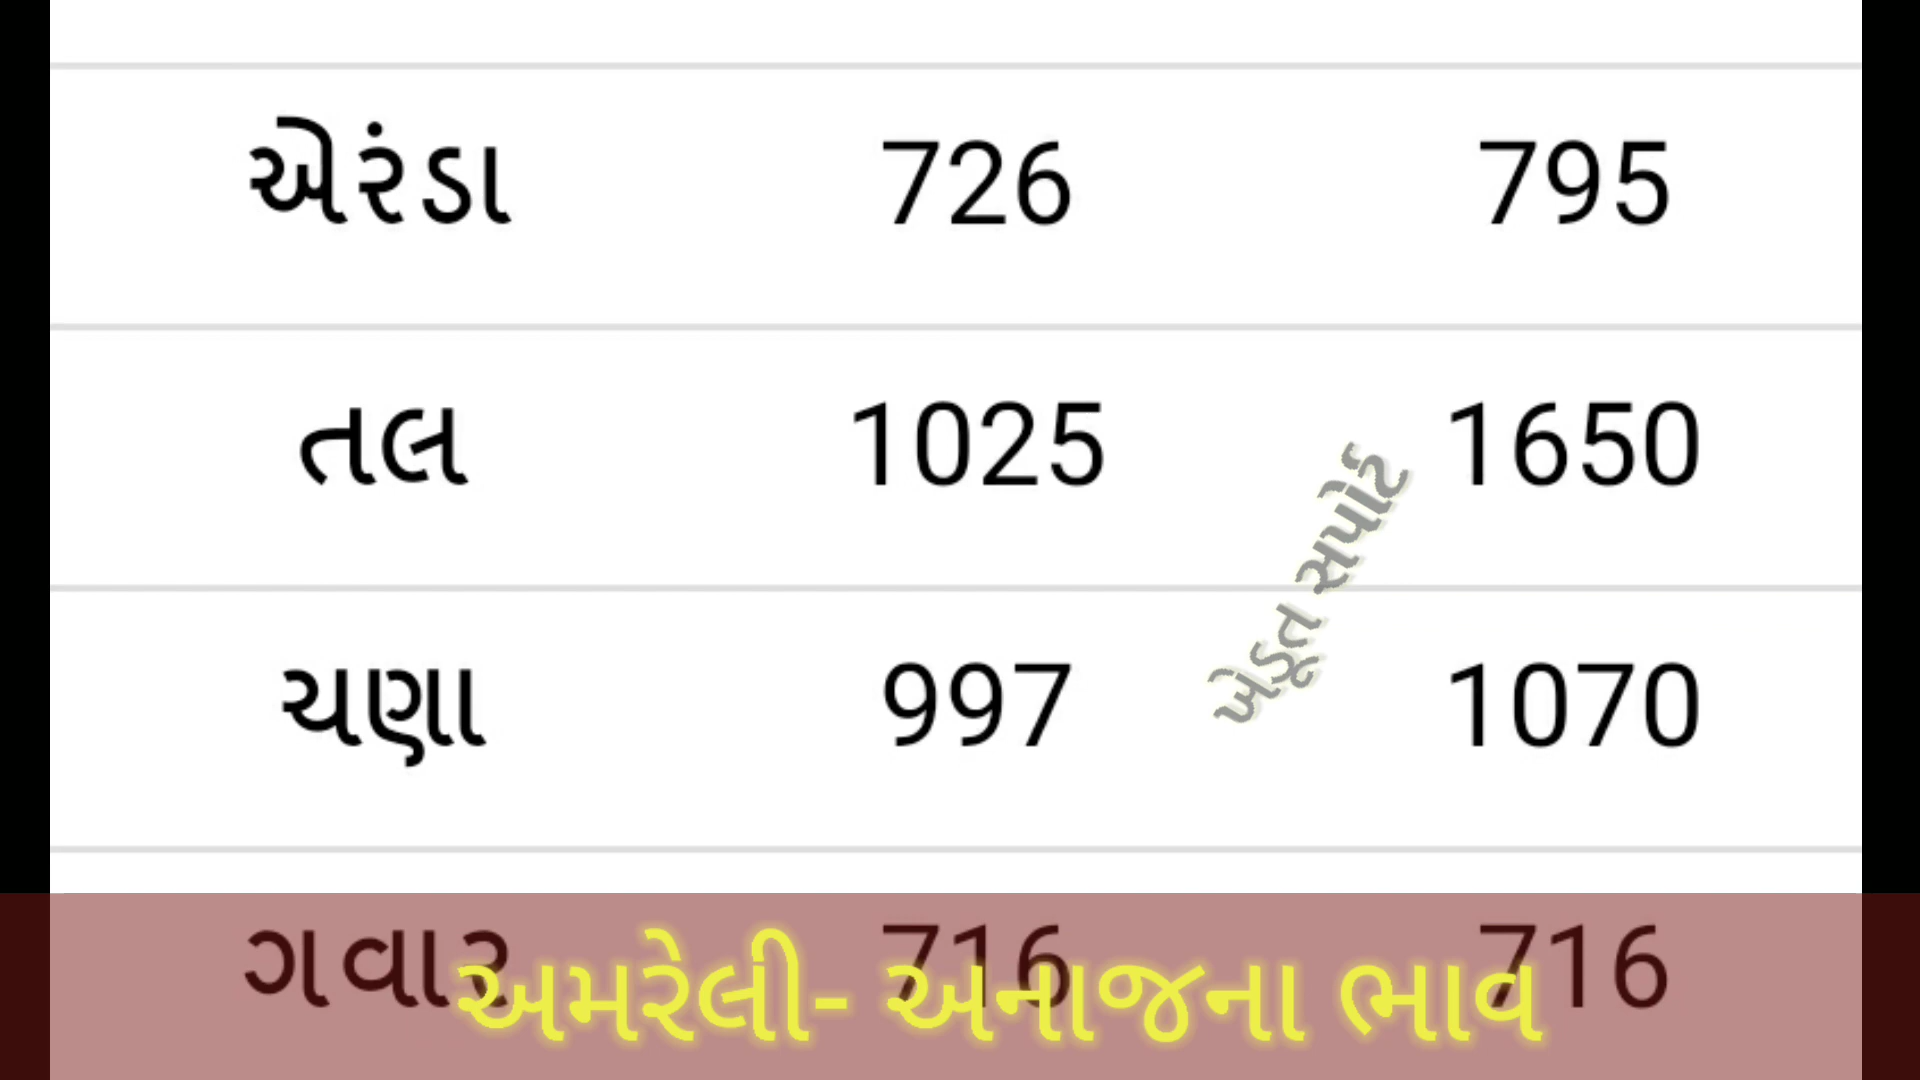 એરંડા 726 795
તલ 1025 1650
ચણા 997 1070
ખેડૂત સપોર્ટ
ગવાર 716 716
અમરેલી- અનાજના ભાવ